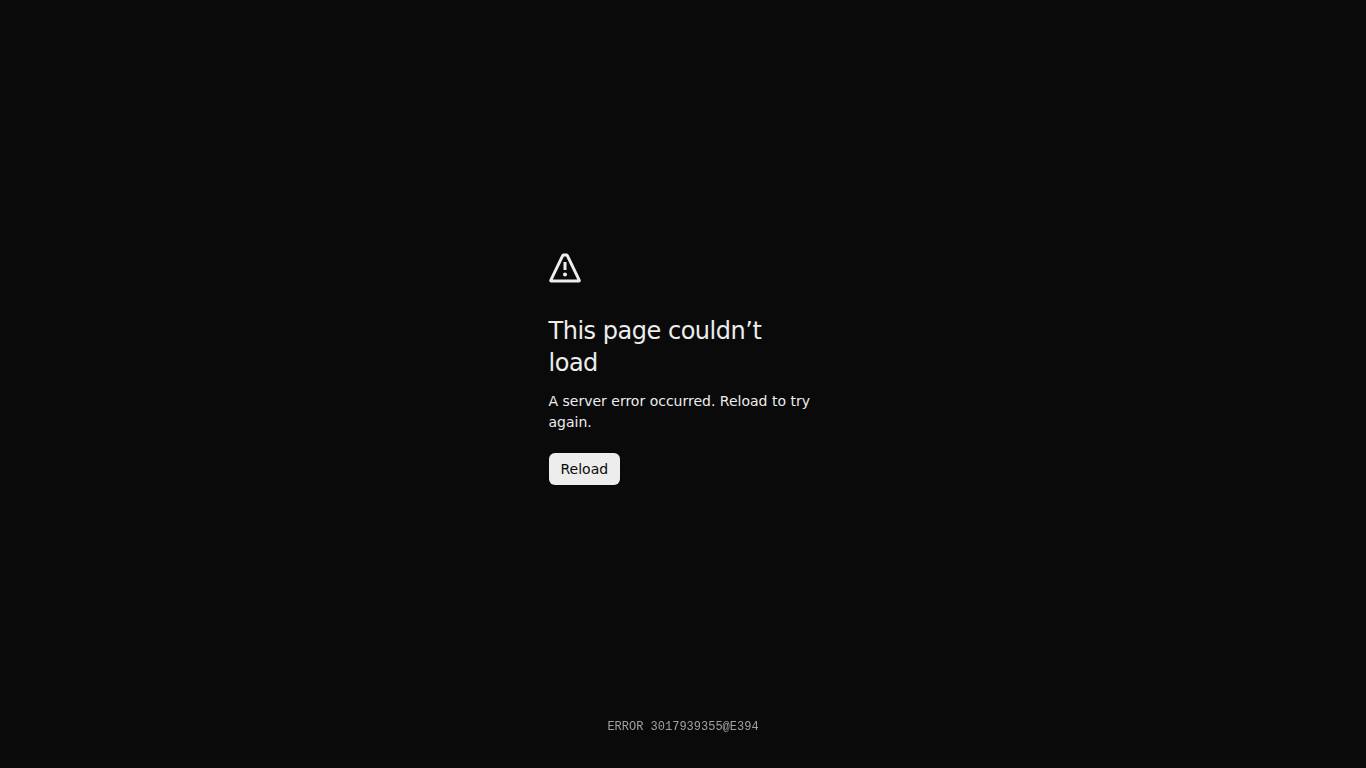 This page couldn’t
load
A server error occurred. Reload to try
again.
Reload
ERROR 3017939355@E394